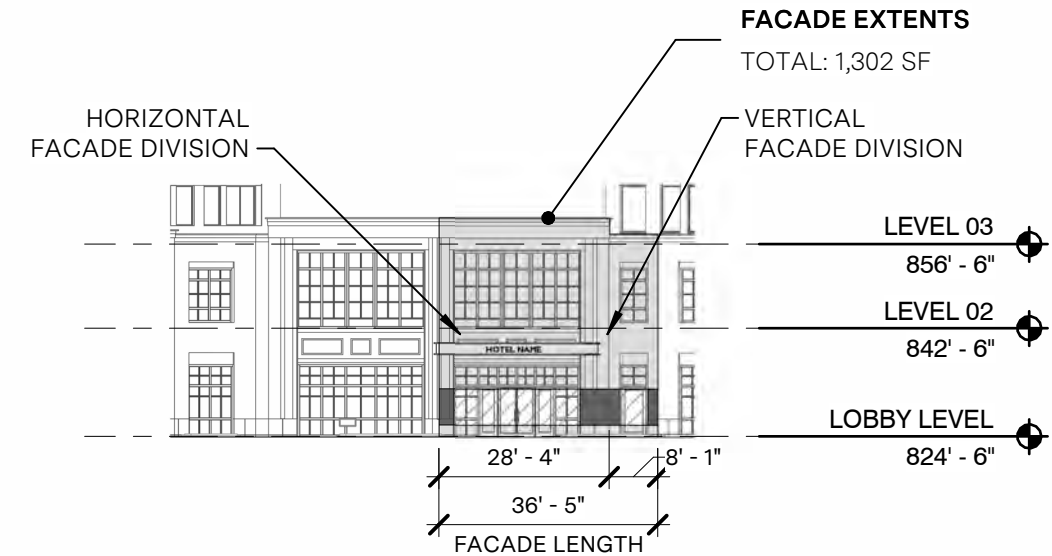 FACADE EXTENTS
TOTAL: 1,302 SF
HORIZONTAL
FACADE DIVISION
VERTICAL
FACADE DIVISION
LEVEL 03
856' - 6"
LEVEL 02
842' - 6"
HOTEL NAME
LOBBY LEVEL
824' - 6"
28' - 4"
8' - 1"
36' - 5"
FACADE LENGTH